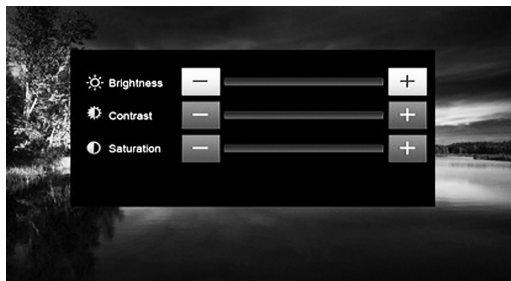 Brightness − +
Contrast − +
Saturation − +